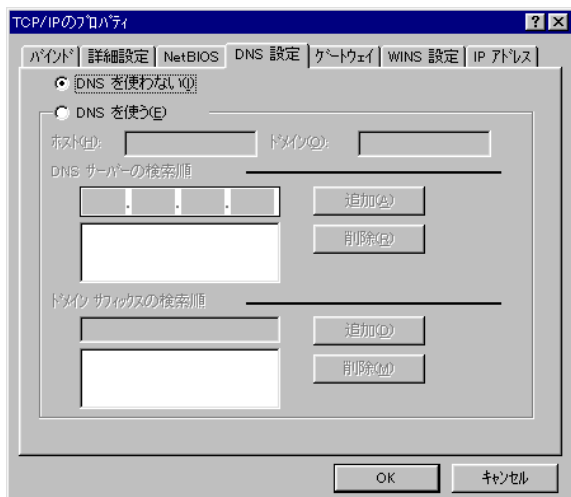 TCP/IPのプロパティ
バインド 詳細設定 NetBIOS DNS 設定 ゲートウェイ WINS 設定 IP アドレス
DNS を使わない(I)
DNS を使う(E)
ホスト(H): ドメイン(O):
DNS サーバーの検索順
. . .
追加(A)
削除(R)
ドメイン サフィックスの検索順
追加(D)
削除(M)
OK キャンセル